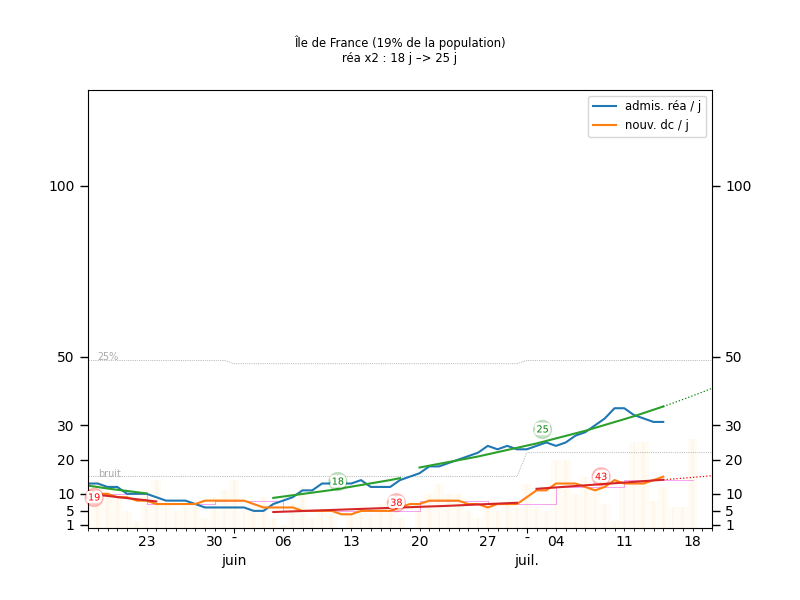 Île de France (19% de la population)
réa x2 : 18 j –> 25 j
admis. réa / j
nouv. dc / j
100 100
25%
50 50
25
30 30
20 20
bruit
18
43
19
38
10 10
5 5
1 1
23 30 - 06 13 20 27 - 04 11 18
juin juil.